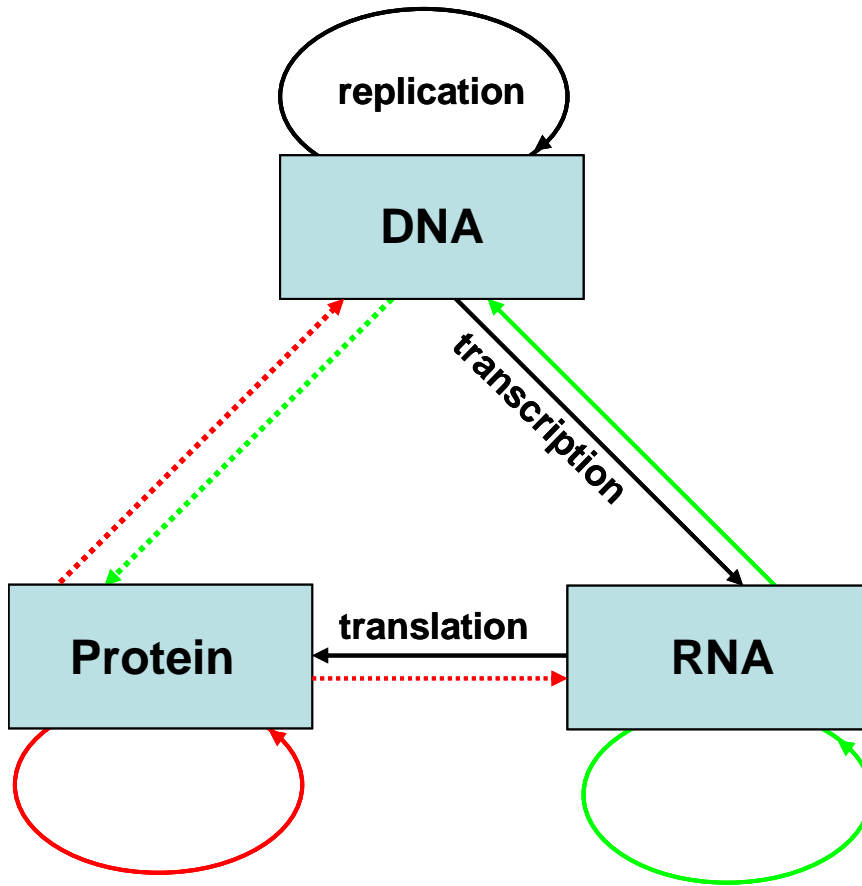 replication
DNA
transcription
translation
Protein
RNA